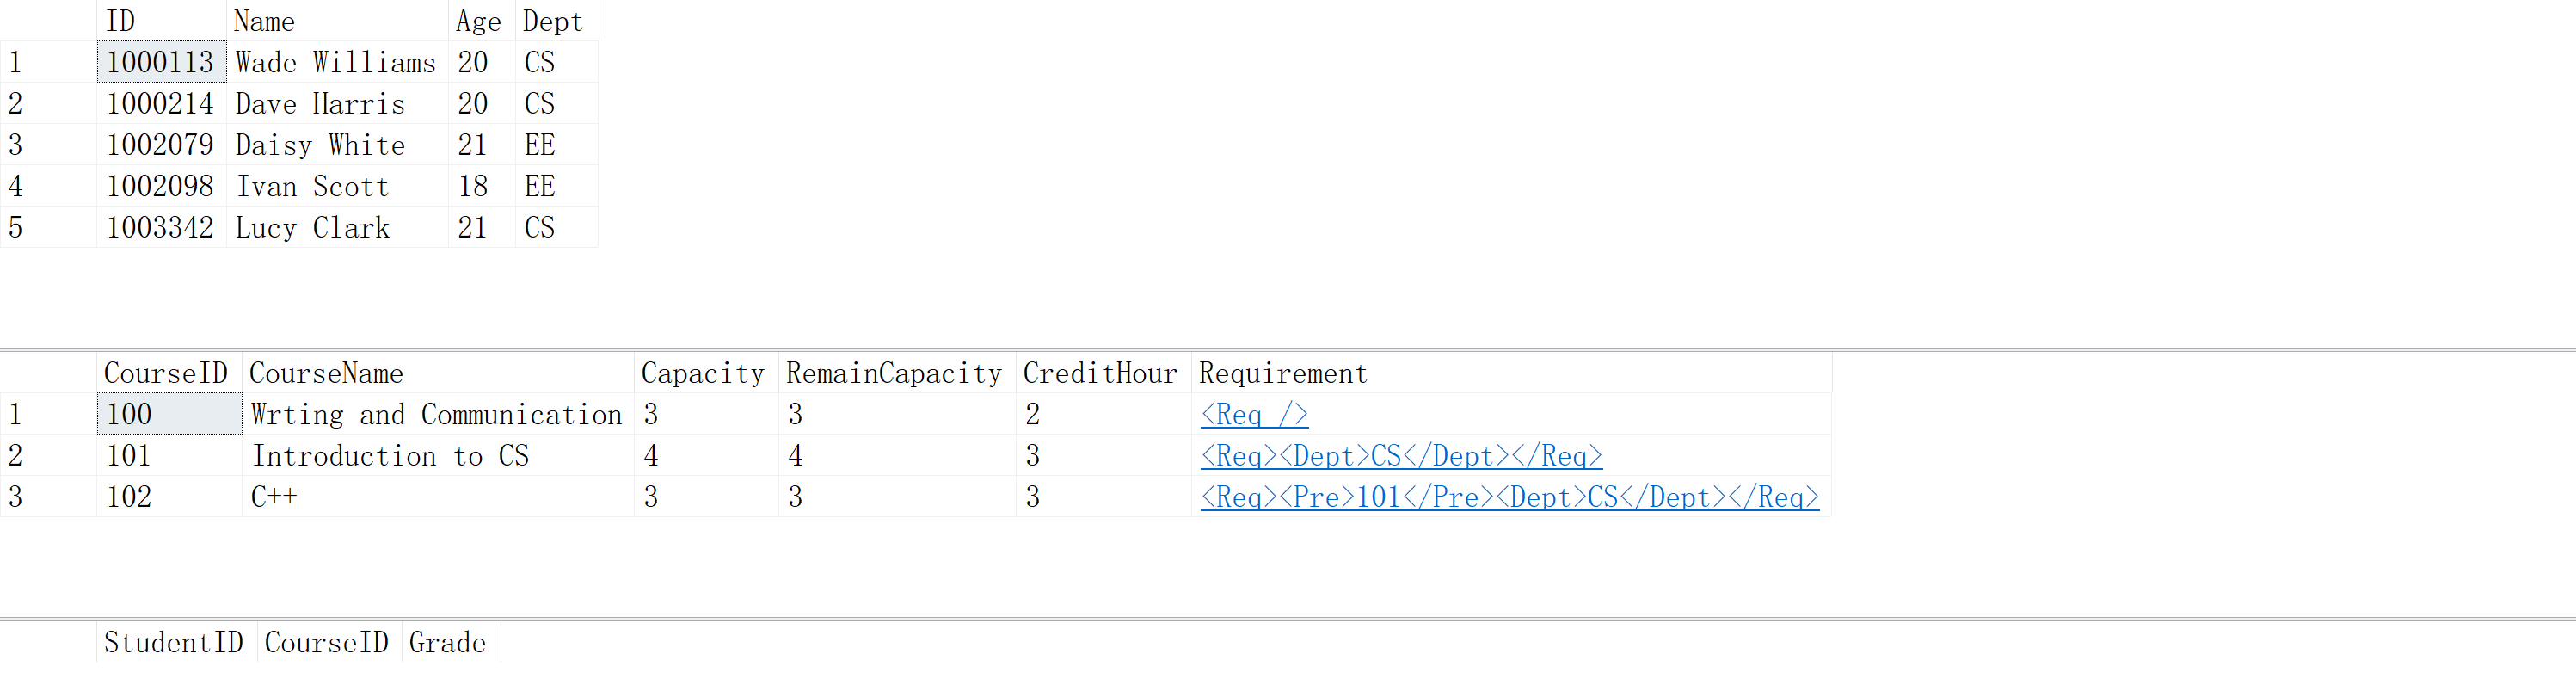 ID Name Age Dept
1 1000113 Wade Williams 20 CS
2 1000214 Dave Harris 20 CS
3 1002079 Daisy White 21 EE
4 1002098 Ivan Scott 18 EE
5 1003342 Lucy Clark 21 CS
CourseID CourseName Capacity RemainCapacity CreditHour Requirement
1 100 Wrting and Communication 3 3 2 <Req />
2 101 Introduction to CS 4 4 3 <Req><Dept>CS</Dept></Req>
3 102 C++ 3 3 3 <Req><Pre>101</Pre><Dept>CS</Dept></Req>
StudentID CourseID Grade